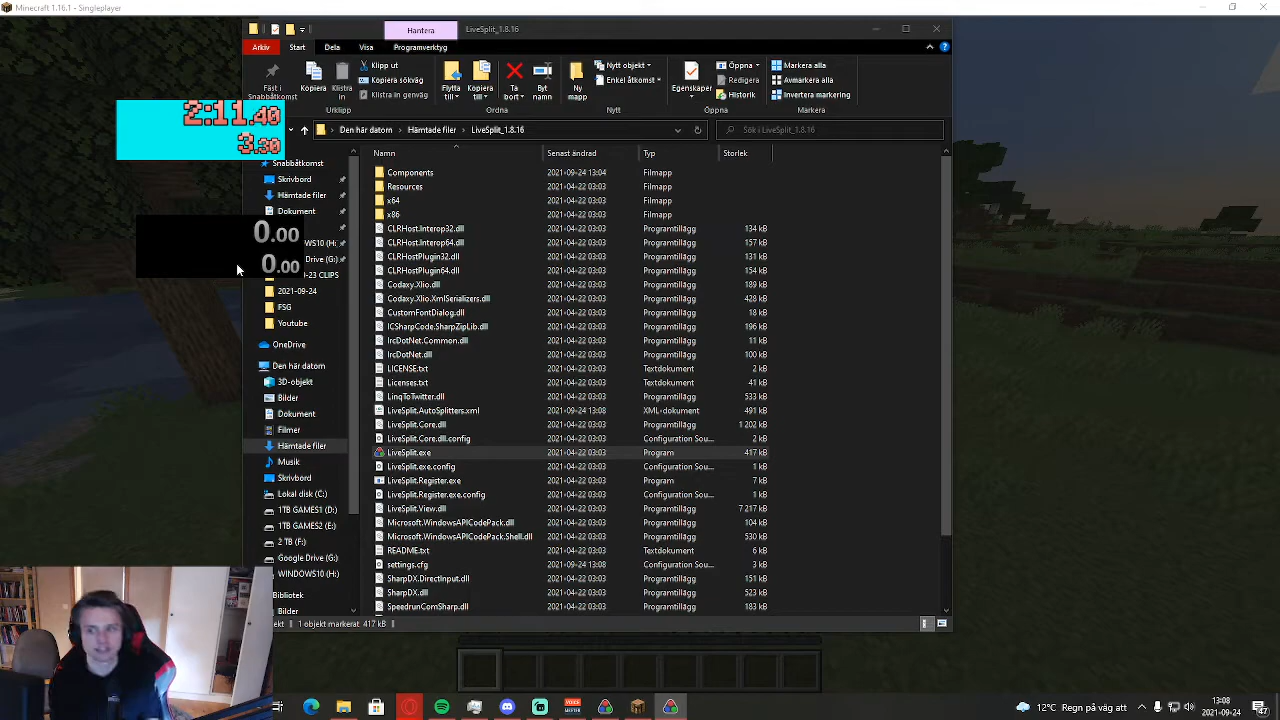 Minecraft 1.16.1 - Singleplayer
Hantera
LiveSplit_1.8.16
Arkiv
Start
Dela
Visa
Programverktyg
Fäst i
Snabbåtkomst
Kopiera
Klistra
in
Klipp ut
Kopiera sökväg
Klistra in genväg
Urklipp
Flytta
till
Kopiera
till
Ta
bort
Byt
namn
Ordna
Ny
mapp
Nytt objekt
Enkel åtkomst
Nytt
Egenskaper
Öppna
Redigera
Historik
Öppna
Markera alla
Avmarkera alla
Invertera markering
Markera
2:11.40
3.30
0.00
0.00
Den här datorn
Hämtade filer
LiveSplit_1.8.16
Sök i LiveSplit_1.8.16
Snabbåtkomst
Skrivbord
Hämtade filer
Dokument
WS10 (H:
Drive (G:)
-23 CLIPS
2021-09-24
FSG
Youtube
OneDrive
Den här datorn
3D-objekt
Bilder
Dokument
Filmer
Hämtade filer
Musik
Skrivbord
Lokal disk (C:)
1TB GAMES1 (D:)
1TB GAMES2 (E:)
2 TB (F:)
Google Drive (G:)
WINDOWS10 (H:)
Bibliotek
Bilder
Namn Senast ändrad Typ Storlek
Components 2021-09-24 13:04 Filmapp
Resources 2021-04-22 03:03 Filmapp
x64 2021-04-22 03:03 Filmapp
x86 2021-04-22 03:03 Filmapp
CLRHost.Interop32.dll 2021-04-22 03:03 Programtillägg 134 kB
CLRHost.Interop64.dll 2021-04-22 03:03 Programtillägg 157 kB
CLRHostPlugin32.dll 2021-04-22 03:03 Programtillägg 131 kB
CLRHostPlugin64.dll 2021-04-22 03:03 Programtillägg 154 kB
Codaxy.Xlio.dll 2021-04-22 03:03 Programtillägg 189 kB
Codaxy.Xlio.XmlSerializers.dll 2021-04-22 03:03 Programtillägg 428 kB
CustomFontDialog.dll 2021-04-22 03:03 Programtillägg 18 kB
ICSharpCode.SharpZipLib.dll 2021-04-22 03:03 Programtillägg 196 kB
IrcDotNet.Common.dll 2021-04-22 03:03 Programtillägg 11 kB
IrcDotNet.dll 2021-04-22 03:03 Programtillägg 100 kB
LICENSE.txt 2021-04-22 03:03 Textdokument 2 kB
Licenses.txt 2021-04-22 03:03 Textdokument 41 kB
LinqToTwitter.dll 2021-04-22 03:03 Programtillägg 533 kB
LiveSplit.AutoSplitters.xml 2021-09-24 13:08 XML-dokument 491 kB
LiveSplit.Core.dll 2021-04-22 03:03 Programtillägg 1 202 kB
LiveSplit.Core.dll.config 2021-04-22 03:03 Configuration Sou... 2 kB
LiveSplit.exe 2021-04-22 03:03 Program 417 kB
LiveSplit.exe.config 2021-04-22 03:03 Configuration Sou... 1 kB
LiveSplit.Register.exe 2021-04-22 03:03 Program 7 kB
LiveSplit.Register.exe.config 2021-04-22 03:03 Configuration Sou... 1 kB
LiveSplit.View.dll 2021-04-22 03:03 Programtillägg 7 217 kB
Microsoft.WindowsAPICodePack.dll 2021-04-22 03:03 Programtillägg 104 kB
Microsoft.WindowsAPICodePack.Shell.dll 2021-04-22 03:03 Programtillägg 530 kB
README.txt 2021-04-22 03:03 Textdokument 6 kB
settings.cfg 2021-09-24 13:08 Configuration Sou... 3 kB
SharpDX.DirectInput.dll 2021-04-22 03:03 Programtillägg 151 kB
SharpDX.dll 2021-04-22 03:03 Programtillägg 523 kB
SpeedrunComSharp.dll 2021-04-22 03:03 Programtillägg 183 kB
ekt
1 objekt markerat 417 kB
12°C Regn på väg att
13:08
2021-09-24